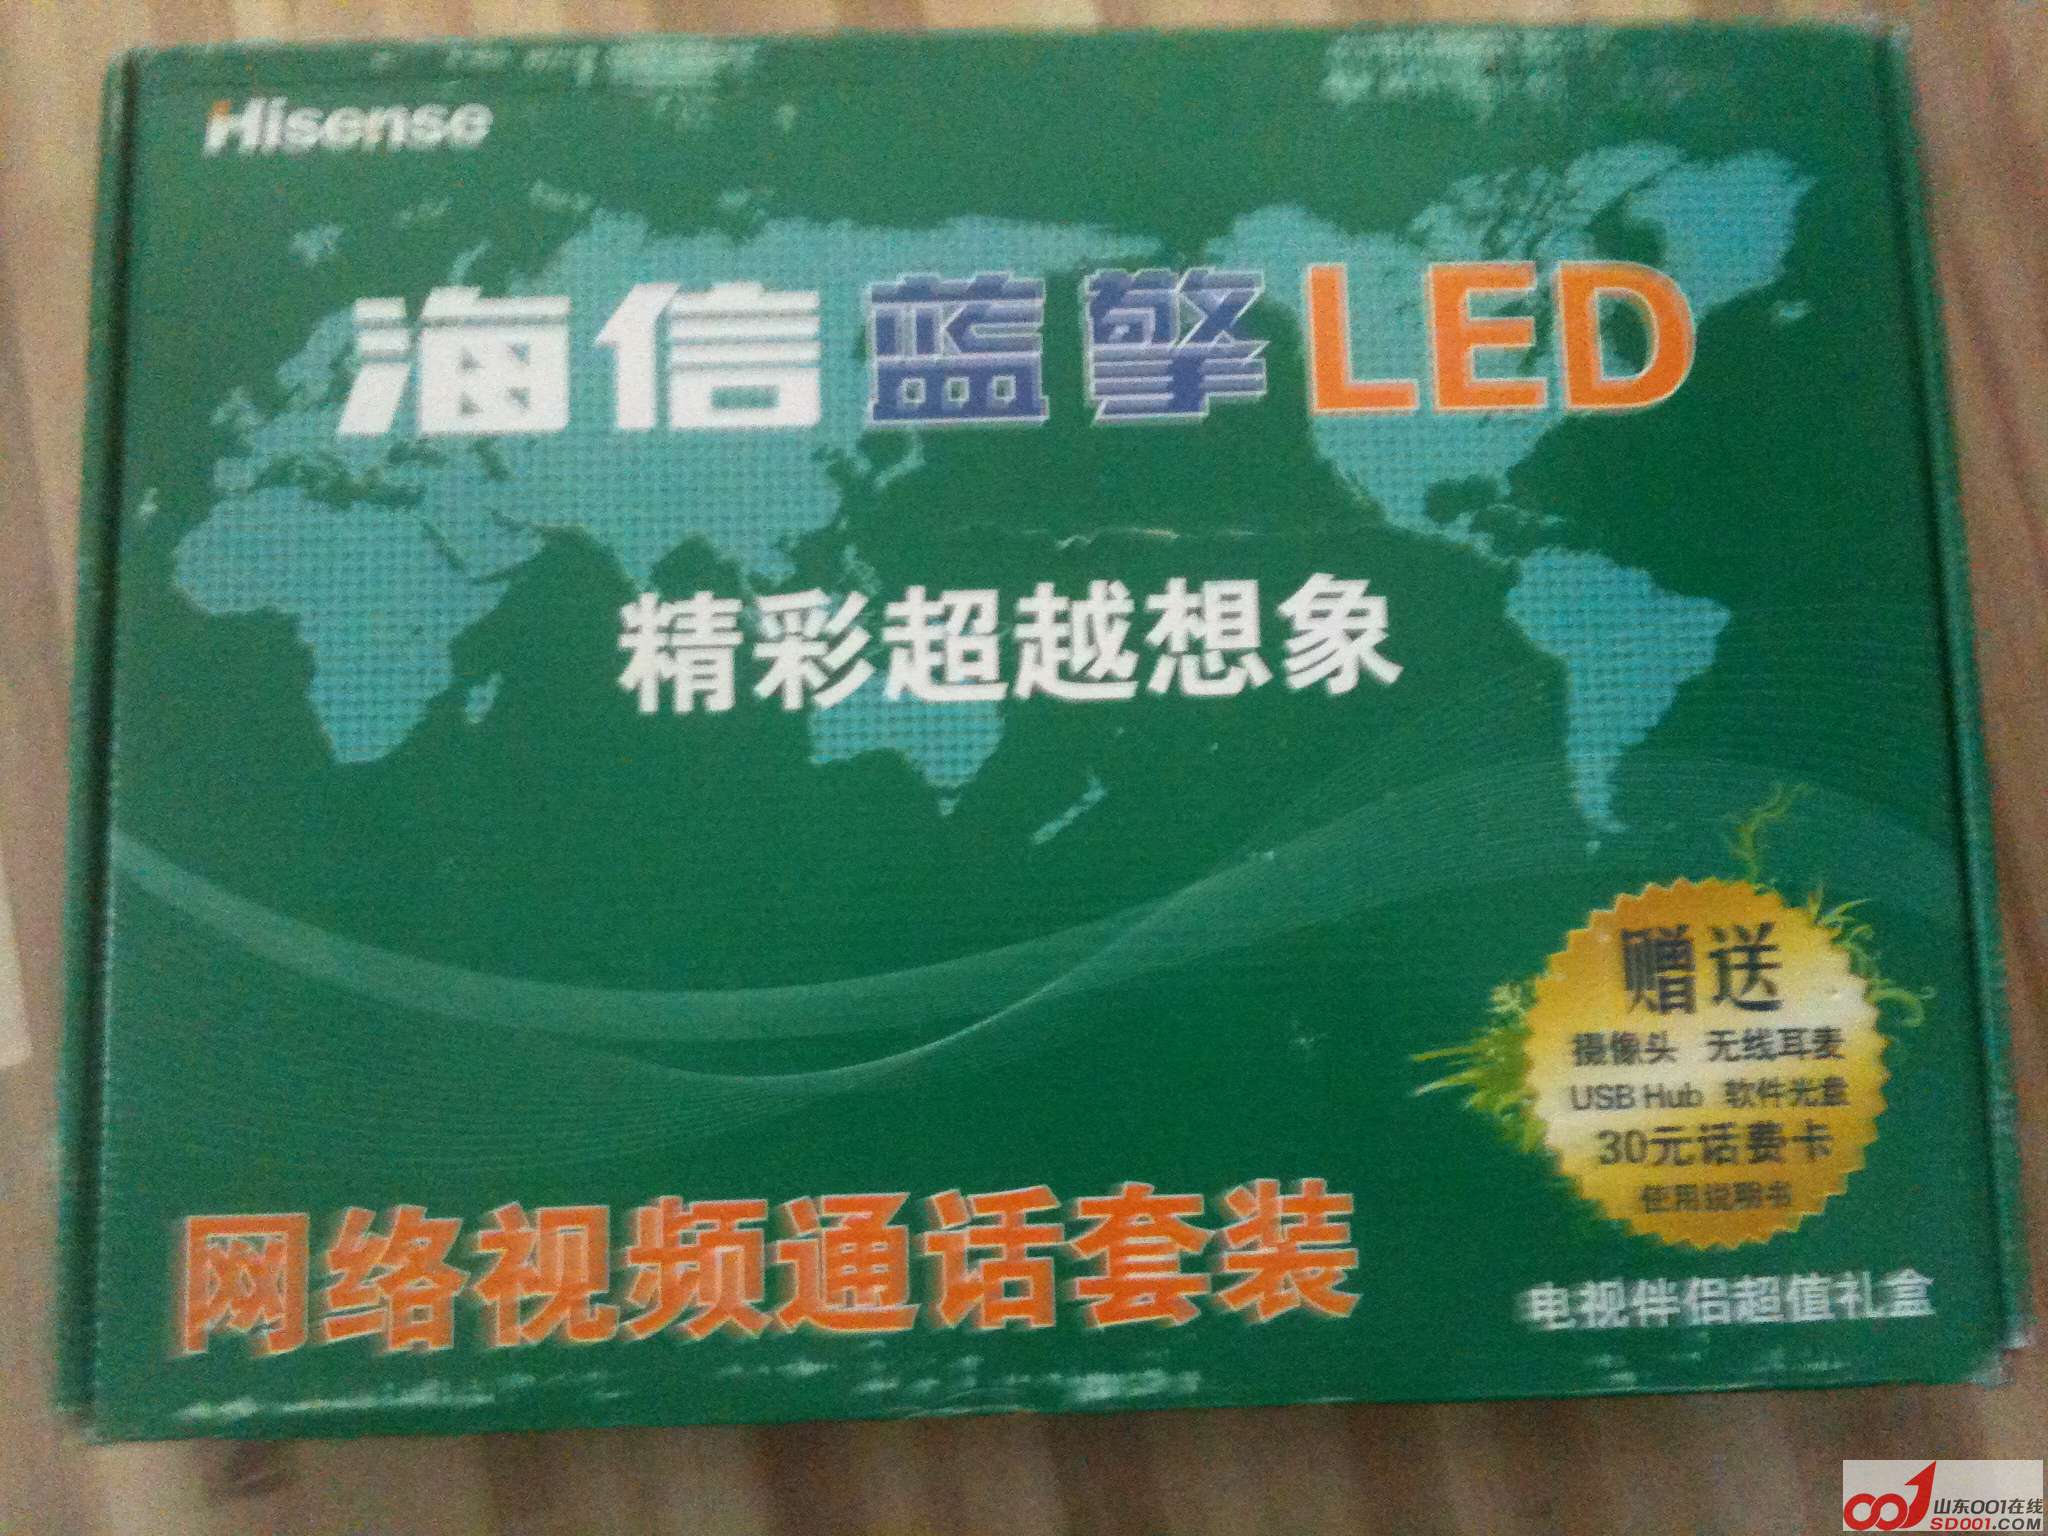 Hisense
海信蓝擎LED
精彩超越想象
赠送
摄像头 无线耳麦
USB Hub 软件光盘
30元话费卡
使用说明书
网络视频通话套装
电视伴侣超值礼盒
001 山东001在线
SD001.COM